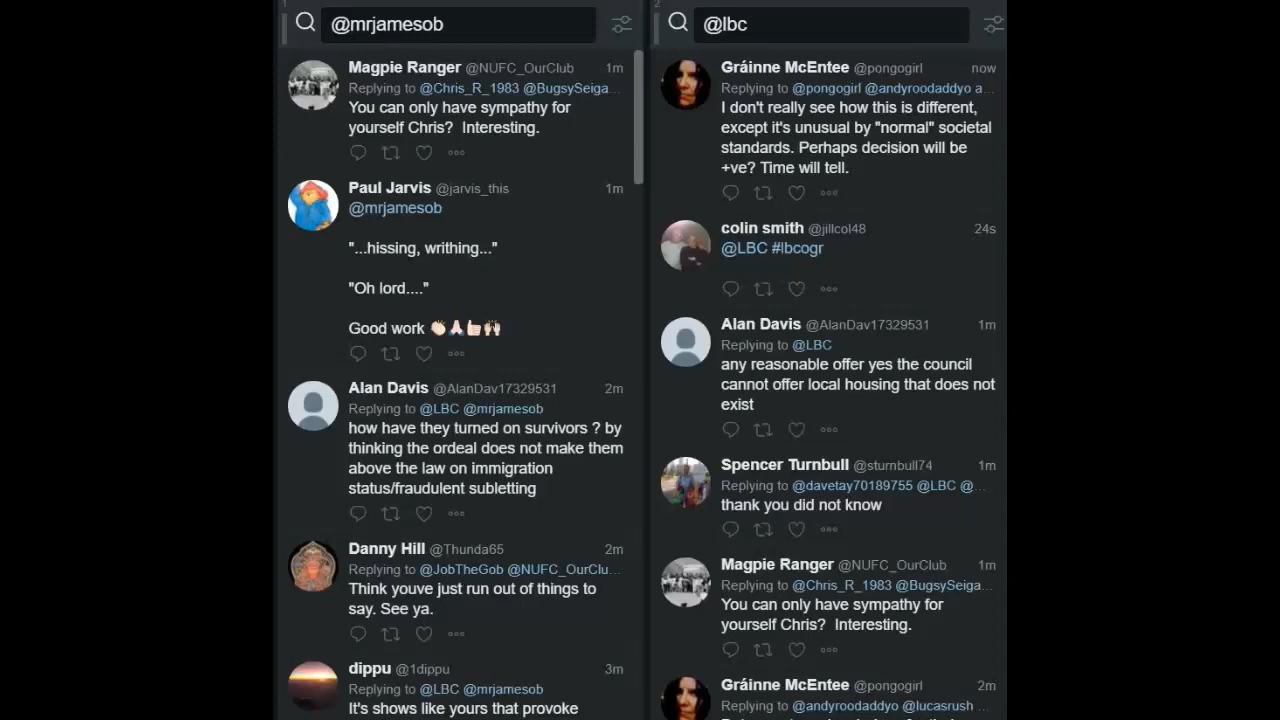 1
@mrjamesob
Magpie Ranger @NUFC_OurClub 1m
Replying to @Chris_R_1983 @BugsySeiga...
You can only have sympathy for
yourself Chris?  Interesting.
Paul Jarvis @jarvis_this 1m
@mrjamesob
"...hissing, writhing..."
"Oh lord...."
Good work 👏🏻🙏🏻👍🏻🙌🏻
Alan Davis @AlanDav17329531 2m
Replying to @LBC @mrjamesob
how have they turned on survivors ? by
thinking the ordeal does not make them
above the law on immigration
status/fraudulent subletting
Danny Hill @Thunda65 2m
Replying to @JobTheGob @NUFC_OurClu...
Think youve just run out of things to
say. See ya.
dippu @1dippu 3m
Replying to @LBC @mrjamesob
It's shows like yours that provoke
2
@lbc
Gráinne McEntee @pongogirl now
Replying to @pongogirl @andyroodaddyo a...
I don't really see how this is different,
except it's unusual by "normal" societal
standards. Perhaps decision will be
+ve? Time will tell.
colin smith @jillcol48 24s
@LBC #lbcogr
Alan Davis @AlanDav17329531 1m
Replying to @LBC
any reasonable offer yes the council
cannot offer local housing that does not
exist
Spencer Turnbull @sturnbull74 1m
Replying to @davetay70189755 @LBC @...
thank you did not know
Magpie Ranger @NUFC_OurClub 1m
Replying to @Chris_R_1983 @BugsySeiga...
You can only have sympathy for
yourself Chris?  Interesting.
Gráinne McEntee @pongogirl 2m
Replying to @andyroodaddyo @lucasrush ...